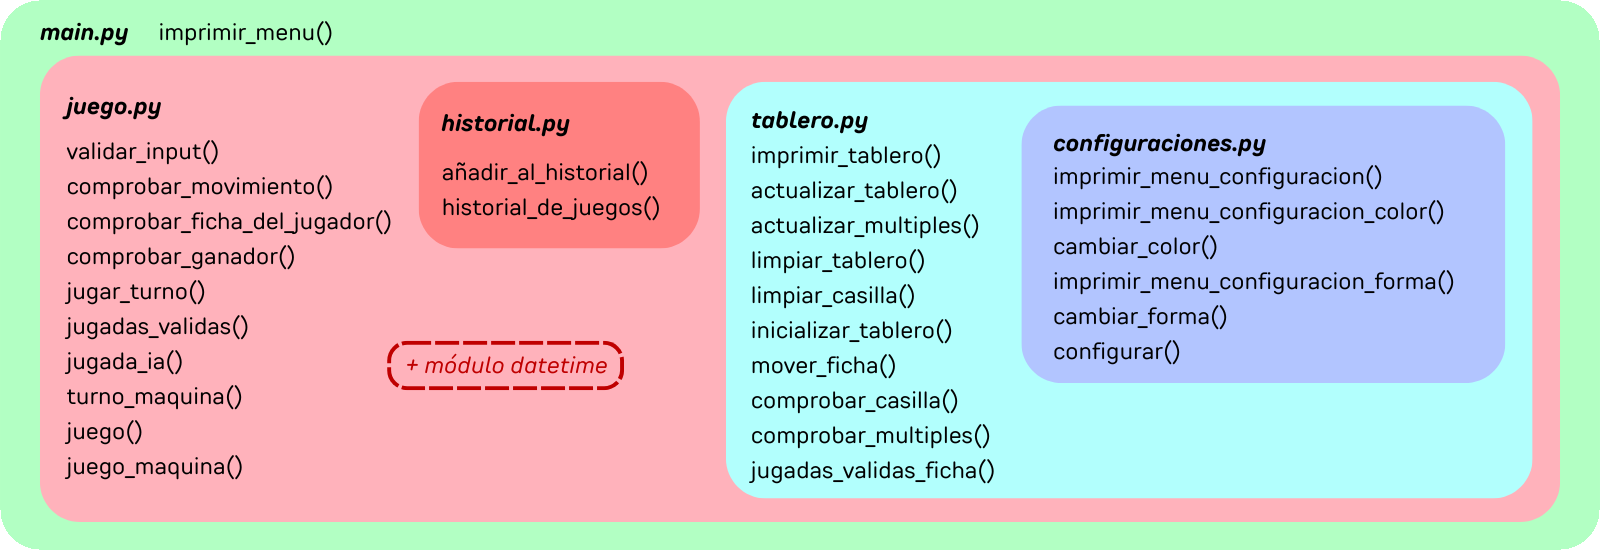 main.py imprimir_menu()
juego.py
validar_input()
comprobar_movimiento()
comprobar_ficha_del_jugador()
comprobar_ganador()
jugar_turno()
jugadas_validas()
jugada_ia()
turno_maquina()
juego()
juego_maquina()
historial.py
añadir_al_historial()
historial_de_juegos()
+ módulo datetime
tablero.py
imprimir_tablero()
actualizar_tablero()
actualizar_multiples()
limpiar_tablero()
limpiar_casilla()
inicializar_tablero()
mover_ficha()
comprobar_casilla()
comprobar_multiples()
jugadas_validas_ficha()
configuraciones.py
imprimir_menu_configuracion()
imprimir_menu_configuracion_color()
cambiar_color()
imprimir_menu_configuracion_forma()
cambiar_forma()
configurar()